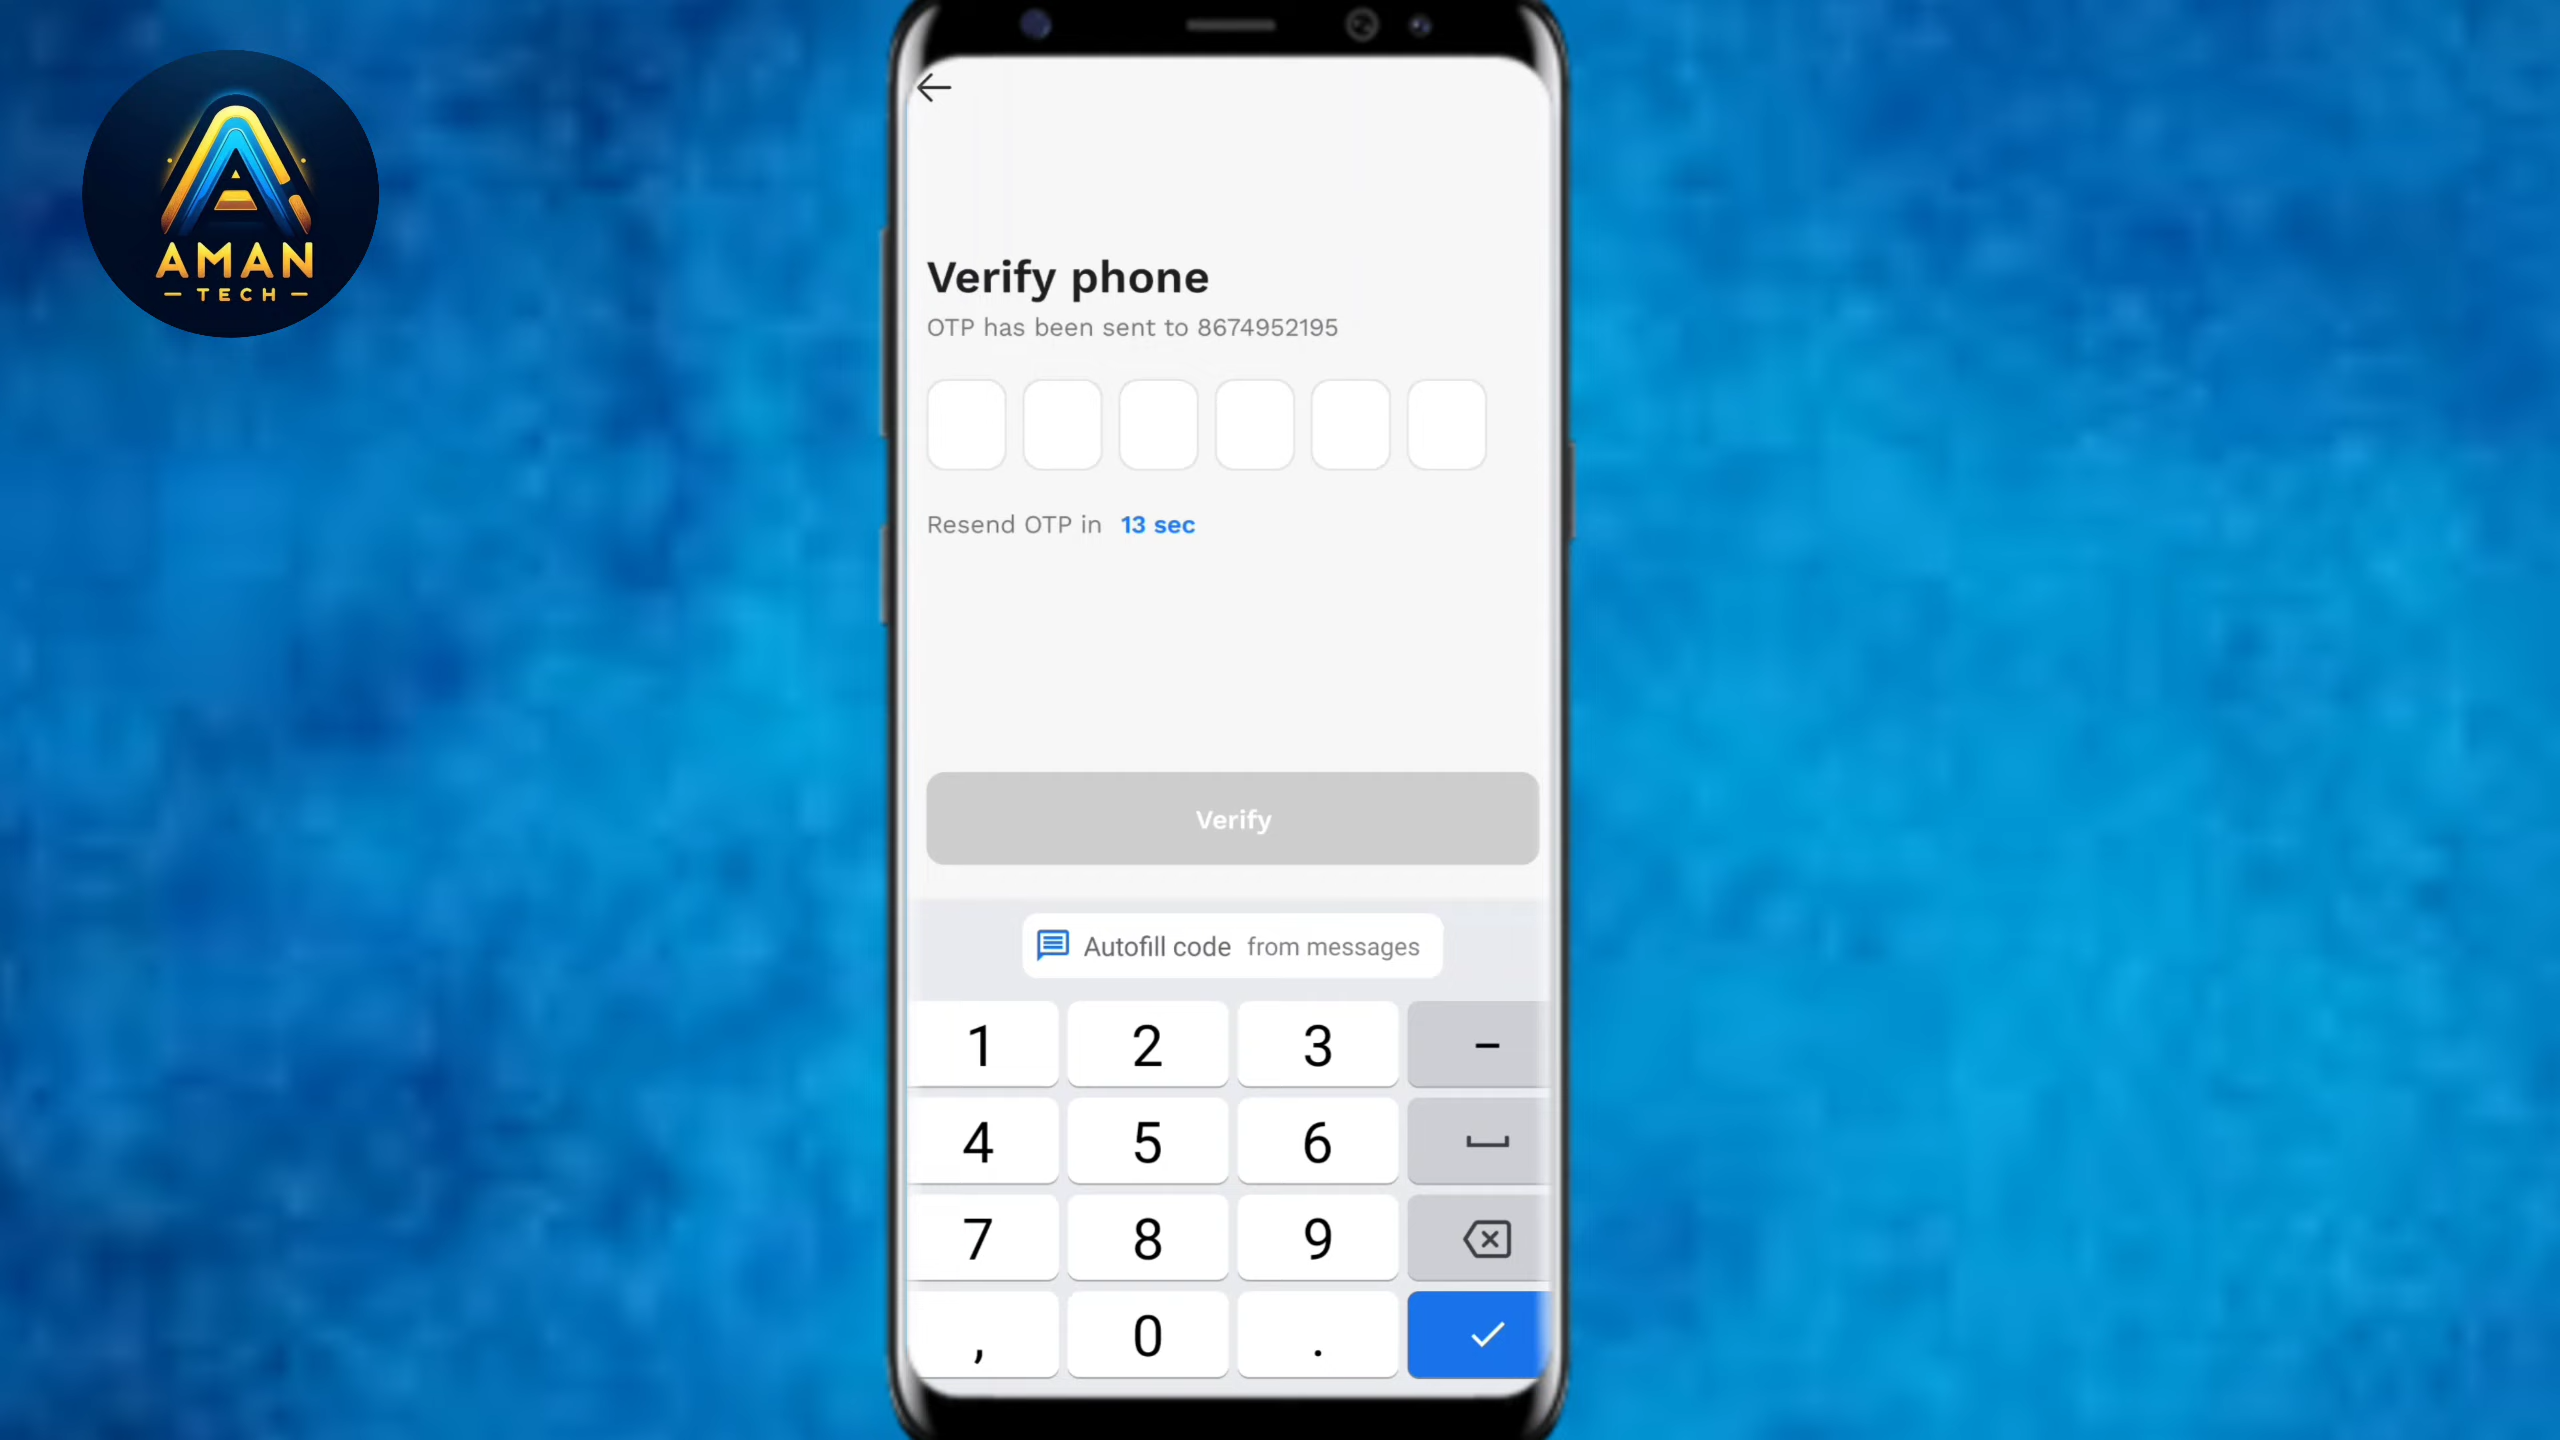 AMAN
TECH
Verify phone
OTP has been sent to 8674952195
Resend OTP in 13 sec
Verify
Autofill code from messages
1 2 3 –
4 5 6
7 8 9
, 0 .